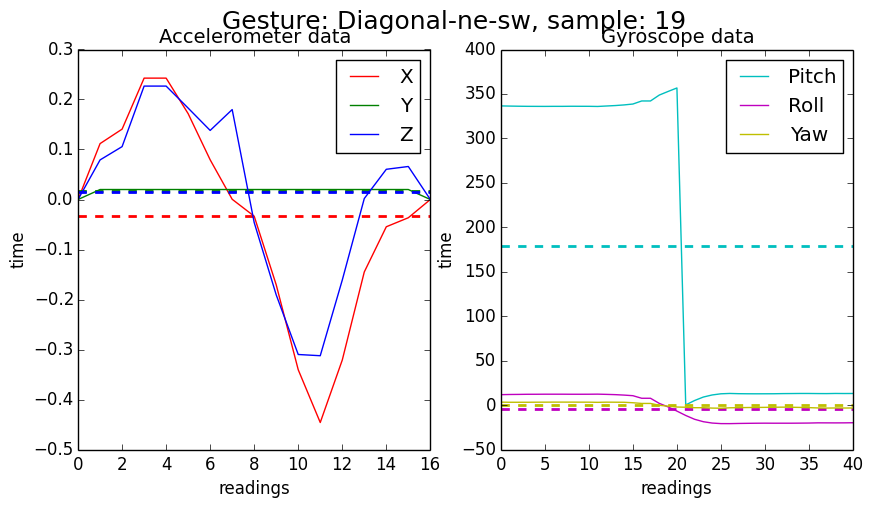 Gesture: Diagonal-ne-sw, sample: 19
Accelerometer data
0.3
0.2
0.1
0.0
−0.1
−0.2
−0.3
−0.4
−0.5
time
0 2 4 6 8 10 12 14 16
readings
X
Y
Z
Gyroscope data
400
350
300
250
200
150
100
50
0
−50
time
0 5 10 15 20 25 30 35 40
readings
Pitch
Roll
Yaw